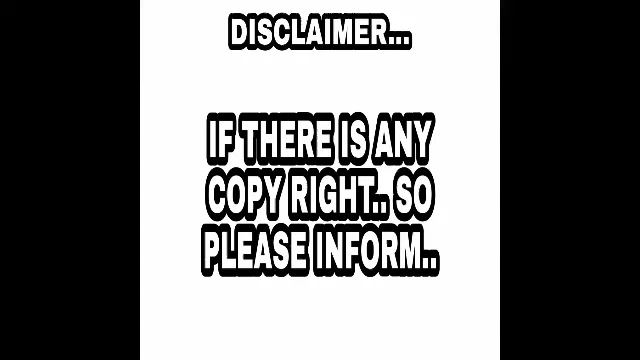 DISCLAIMER...
IF THERE IS ANY
COPY RIGHT.. SO
PLEASE INFORM..